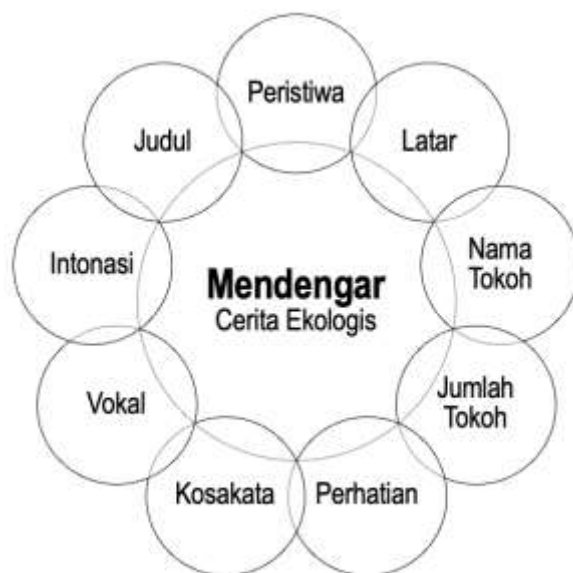 Peristiwa
Judul
Latar
Intonasi
Nama
Tokoh
Mendengar
Cerita Ekologis
Vokal
Jumlah
Tokoh
Kosakata
Perhatian